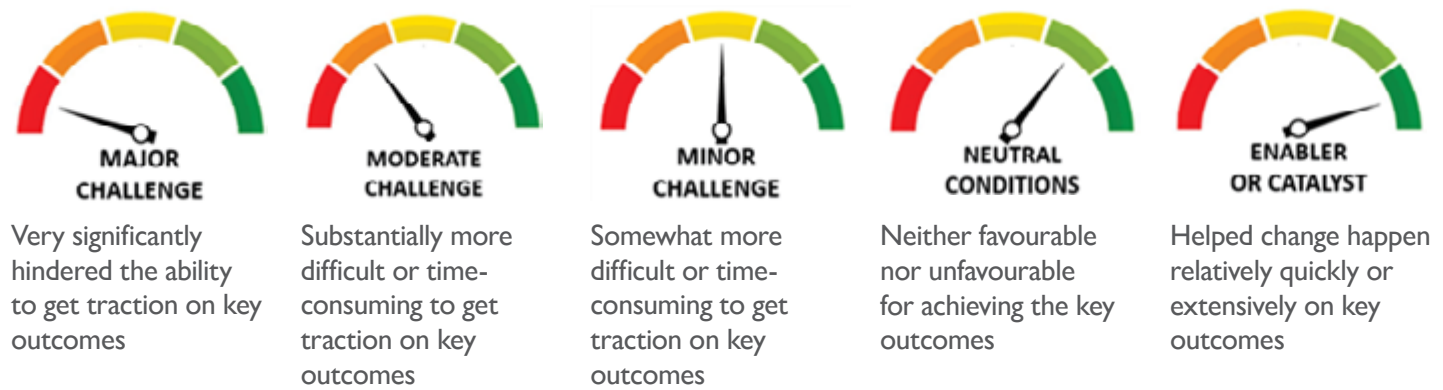 MAJOR
CHALLENGE
Very significantly
hindered the ability
to get traction on key
outcomes
MODERATE
CHALLENGE
Substantially more
difficult or time-
consuming to get
traction on key
outcomes
MINOR
CHALLENGE
Somewhat more
difficult or time-
consuming to get
traction on key
outcomes
NEUTRAL
CONDITIONS
Neither favourable
nor unfavourable
for achieving the key
outcomes
ENABLER
OR CATALYST
Helped change happen
relatively quickly or
extensively on key
outcomes